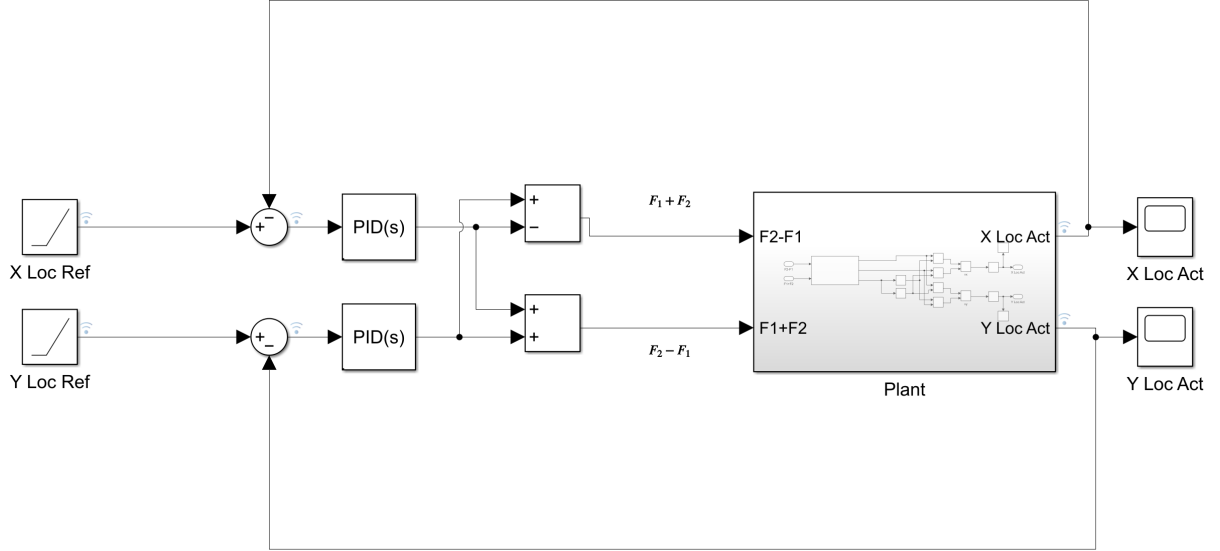 F₁ + F₂
+ −
PID(s)
+
−
F2-F1
X Loc Act
X Loc Ref
X Loc Act
F1+F2
Y Loc Act
+ −
PID(s)
+
+
F₂ − F₁
Y Loc Ref
Y Loc Act
Plant